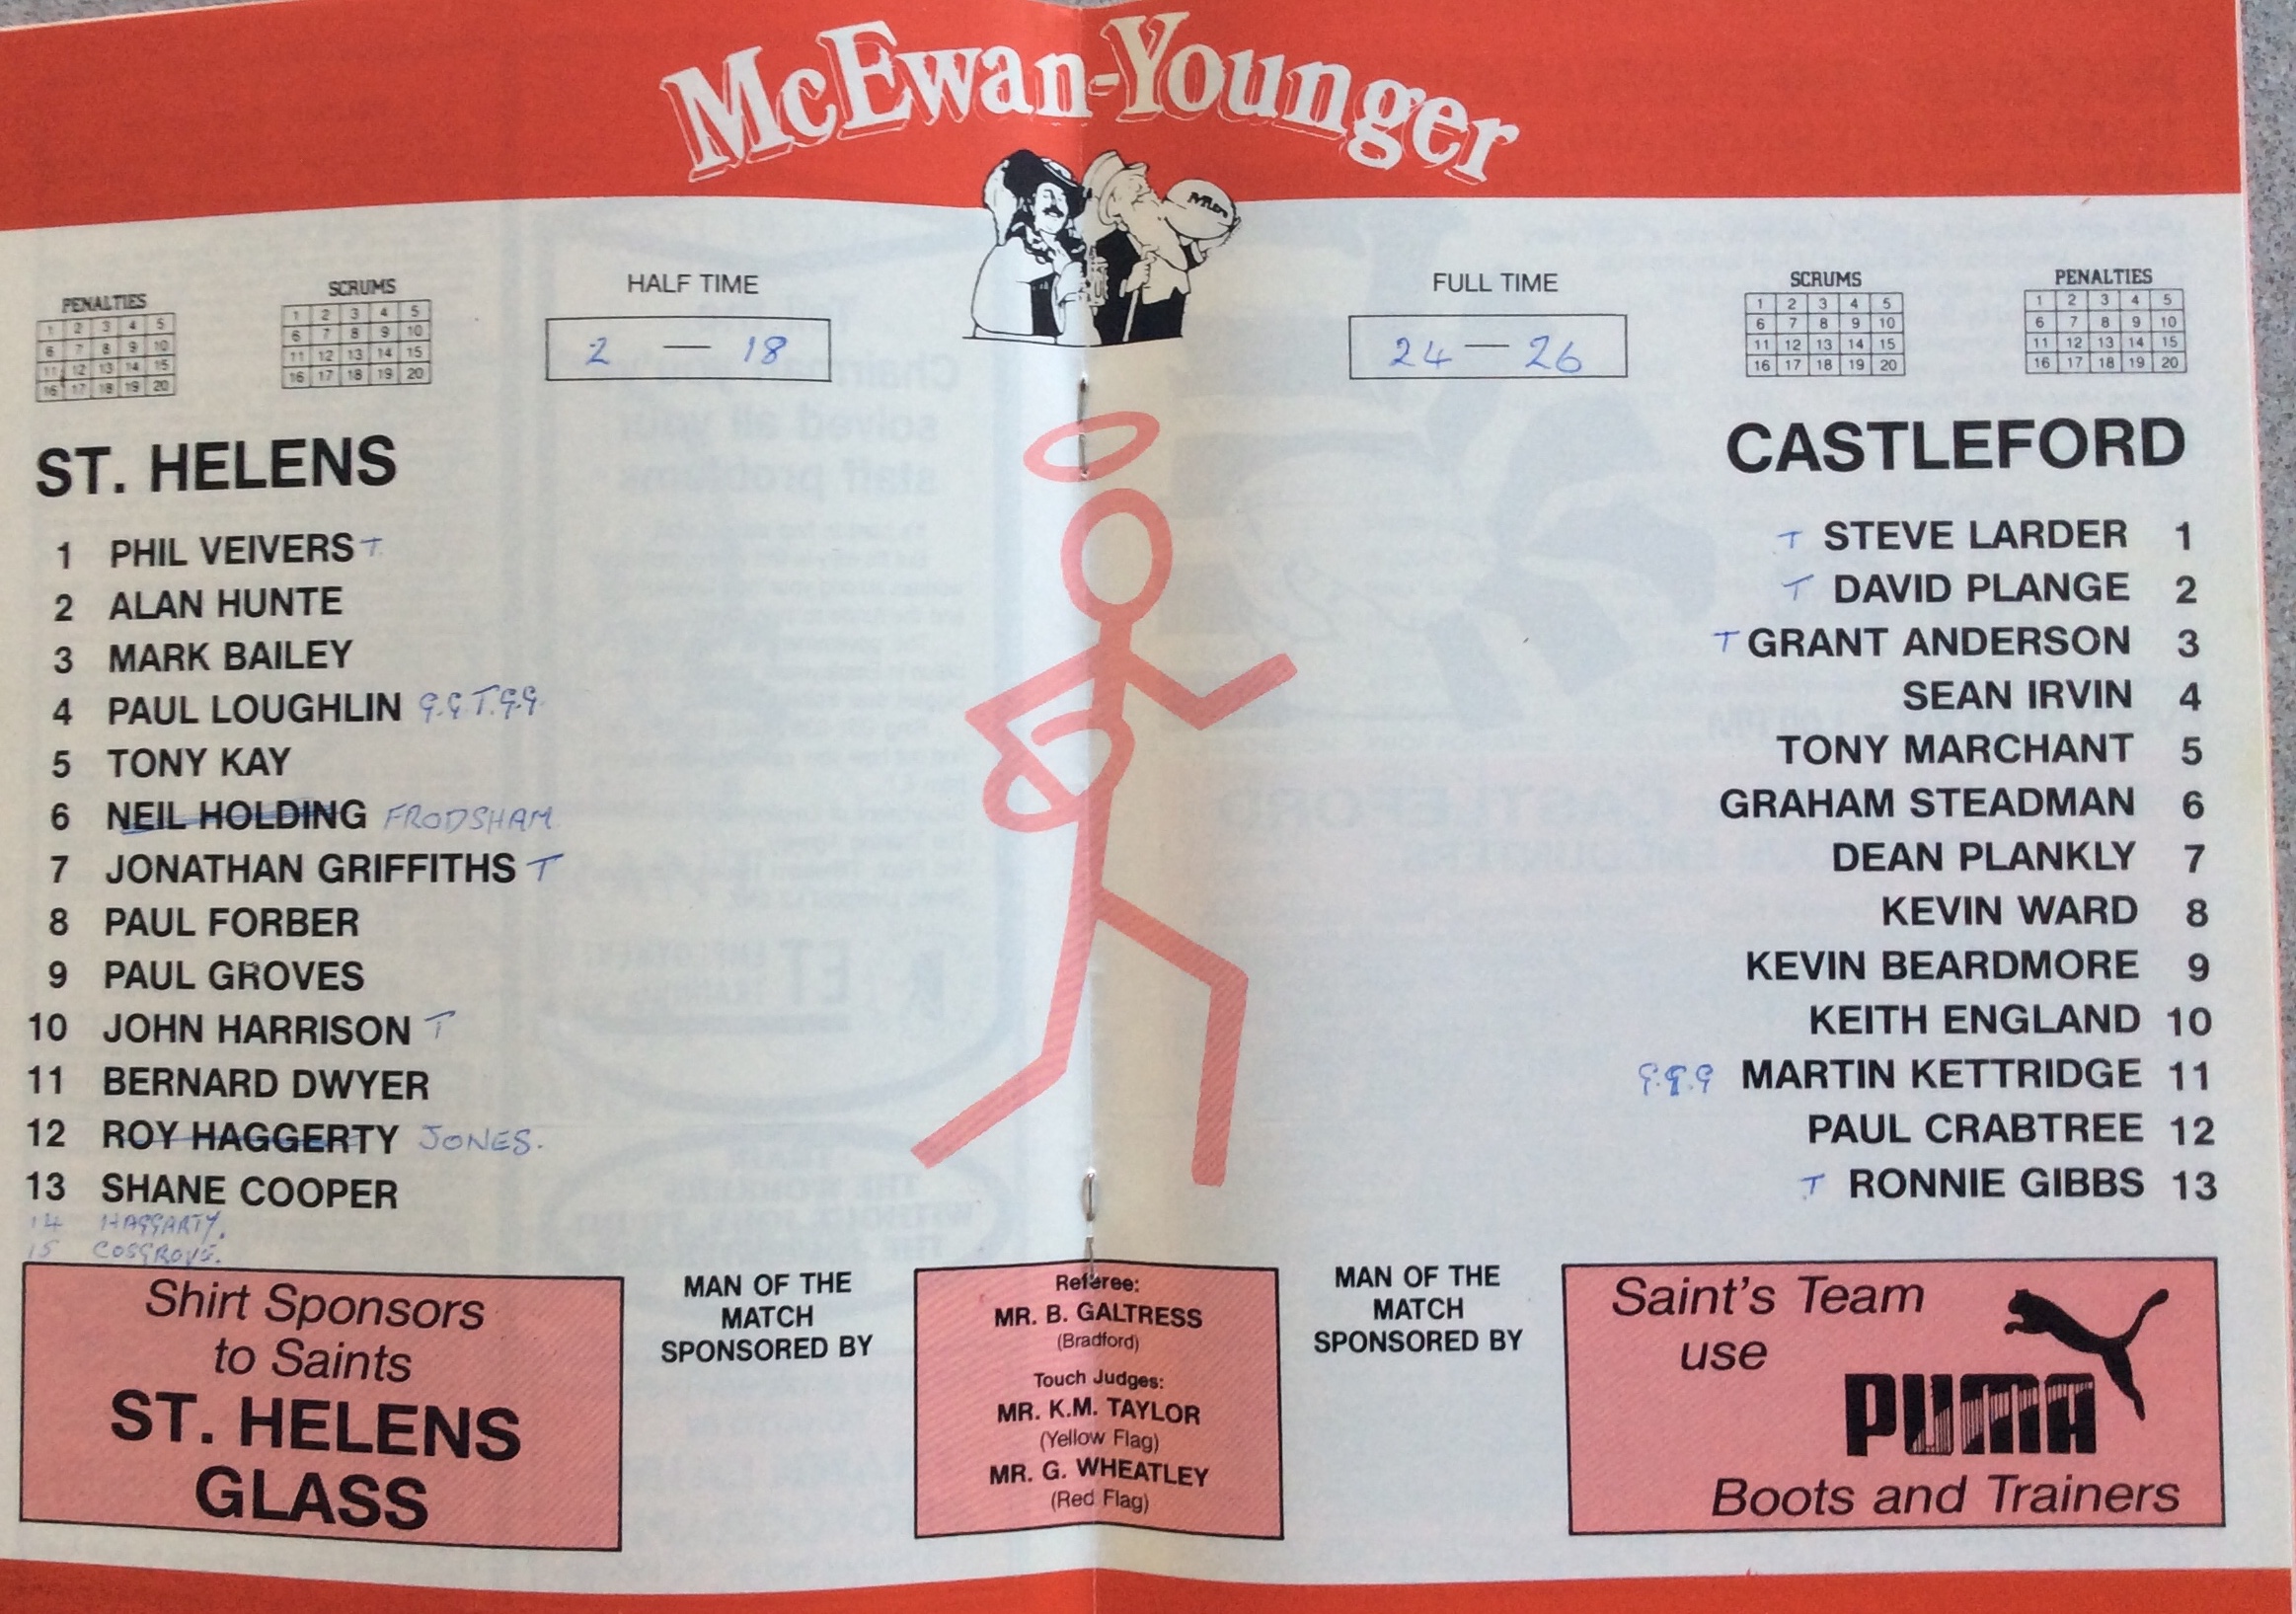 McEwan-Younger
PENALTIES
1 2 3 4 5
6 7 8 9 10
11 12 13 14 15
16 17 18 19 20
SCRUMS
1 2 3 4 5
6 7 8 9 10
11 12 13 14 15
16 17 18 19 20
HALF TIME
2 — 18
FULL TIME
24 — 26
SCRUMS
1 2 3 4 5
6 7 8 9 10
11 12 13 14 15
16 17 18 19 20
PENALTIES
1 2 3 4 5
6 7 8 9 10
11 12 13 14 15
16 17 18 19 20
ST. HELENS
1 PHIL VEIVERS T
2 ALAN HUNTE
3 MARK BAILEY
4 PAUL LOUGHLIN G.G.T.G.G
5 TONY KAY
6 NEIL HOLDING FRODSHAM
7 JONATHAN GRIFFITHS T
8 PAUL FORBER
9 PAUL GROVES
10 JOHN HARRISON T
11 BERNARD DWYER
12 ROY HAGGERTY JONES.
13 SHANE COOPER
14 HAGGARTY.
15 COSGROVE.
CASTLEFORD
T STEVE LARDER 1
T DAVID PLANGE 2
T GRANT ANDERSON 3
SEAN IRVIN 4
TONY MARCHANT 5
GRAHAM STEADMAN 6
DEAN PLANKLY 7
KEVIN WARD 8
KEVIN BEARDMORE 9
KEITH ENGLAND 10
G.G.G MARTIN KETTRIDGE 11
PAUL CRABTREE 12
T RONNIE GIBBS 13
Shirt Sponsors
to Saints
ST. HELENS
GLASS
MAN OF THE
MATCH
SPONSORED BY
Referee:
MR. B. GALTRESS
(Bradford)
Touch Judges:
MR. K.M. TAYLOR
(Yellow Flag)
MR. G. WHEATLEY
(Red Flag)
MAN OF THE
MATCH
SPONSORED BY
Saint's Team
use
PUMA
Boots and Trainers